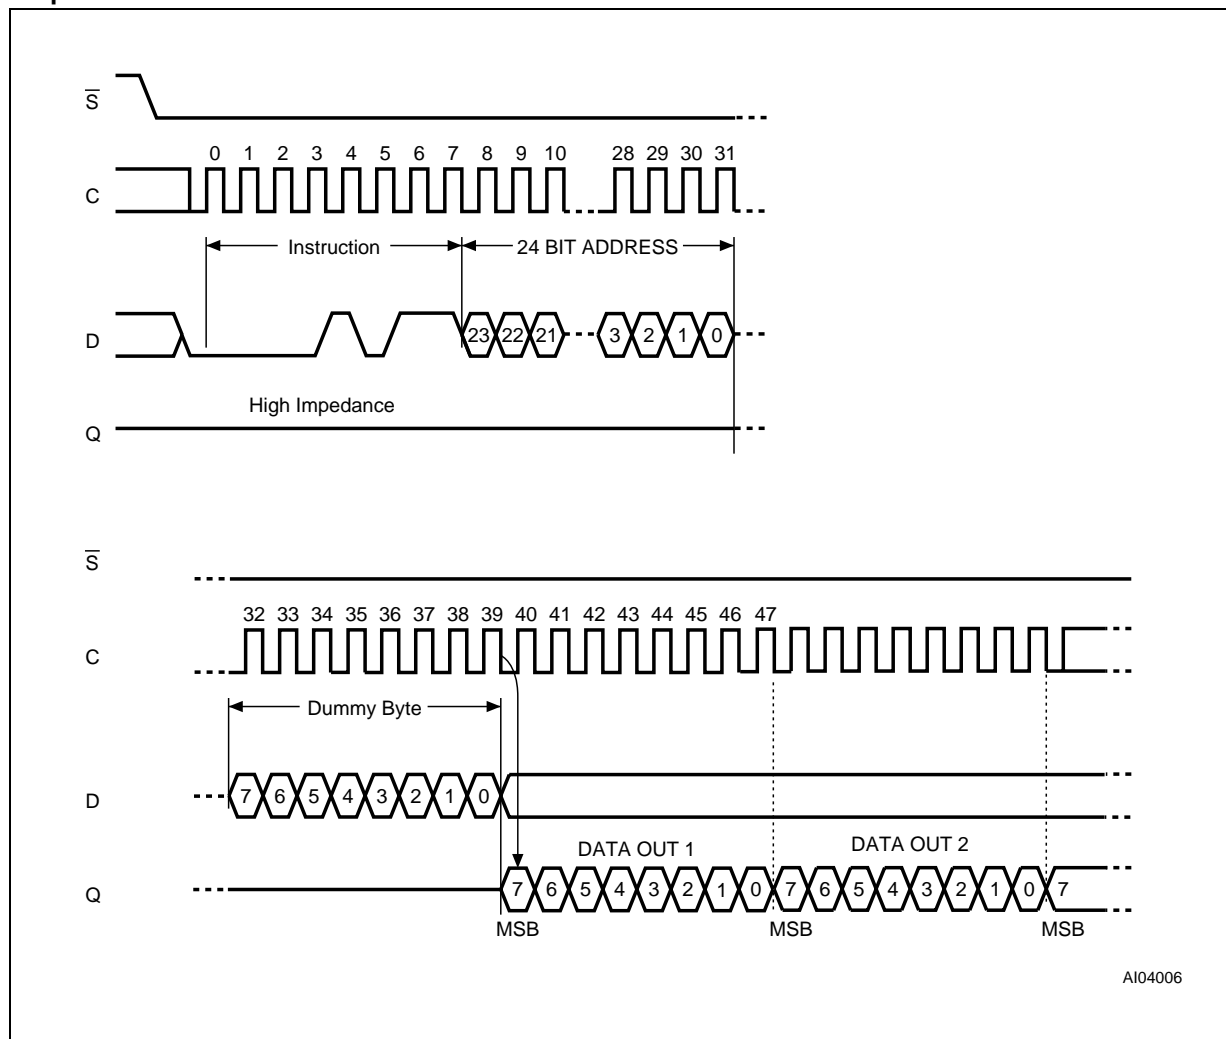 S
0 1 2 3 4 5 6 7 8 9 10 28 29 30 31
C
Instruction 24 BIT ADDRESS
D 23 22 21 3 2 1 0
High Impedance
Q
S
32 33 34 35 36 37 38 39 40 41 42 43 44 45 46 47
C
Dummy Byte
D 7 6 5 4 3 2 1 0
DATA OUT 1 DATA OUT 2
Q 7 6 5 4 3 2 1 0 7 6 5 4 3 2 1 0 7
MSB MSB MSB
AI04006